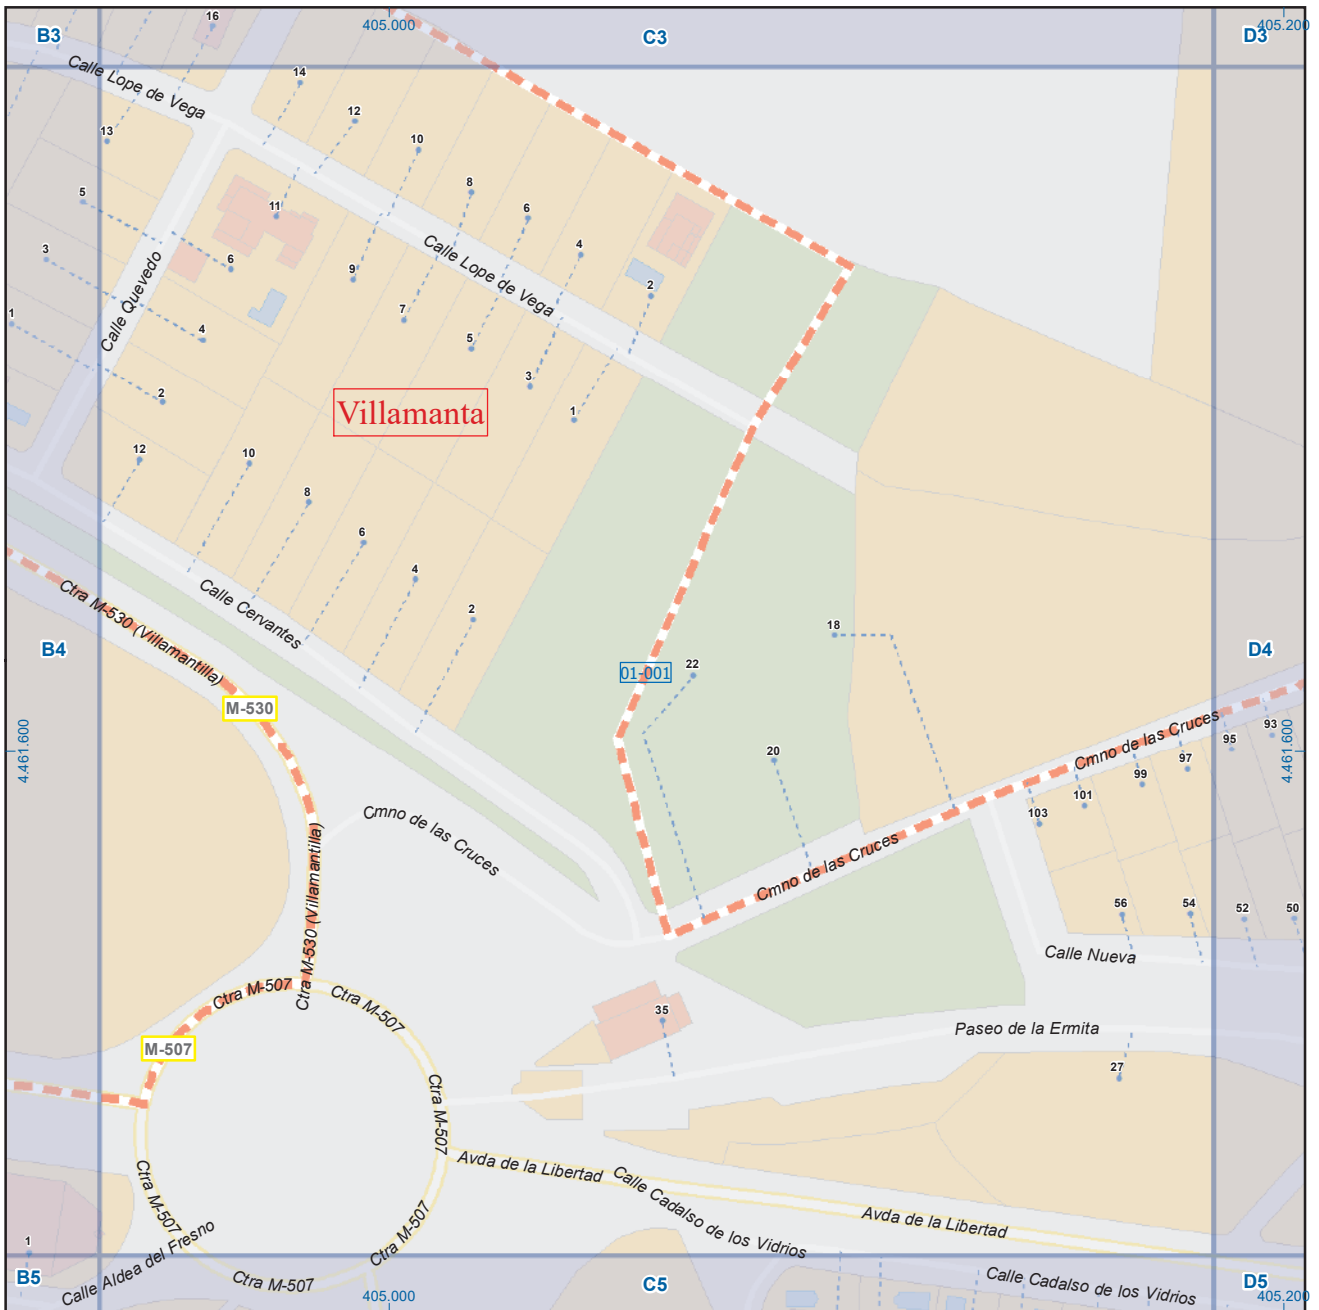 16
405.000
405.200
B3
C3
D3
Calle Lope de Vega
14
12
13
10
8
5
11
6
3
6
4
9
Calle Lope de Vega
2
Calle Quevedo
1
4
7
5
3
2
Villamanta
1
12
10
8
6
4
2
Ctra M-530 (Villamantilla)
Calle Cervantes
18
B4
D4
01-001
22
M-530
4.461.600
20
Cmno de las Cruces
93
95
97
99
101
103
4.461.600
Cmno de las Cruces
Ctra M-530 (Villamantilla)
Cmno de las Cruces
56
54
52
50
Calle Nueva
Ctra M-507
Ctra M-507
35
Paseo de la Ermita
M-507
27
Ctra M-507
Avda de la Libertad
Calle Cadalso de los Vidrios
Ctra M-507
Avda de la Libertad
Ctra M-507
1
Calle Aldea del Fresno
B5
Ctra M-507
405.000
C5
Calle Cadalso de los Vidrios
D5
405.200